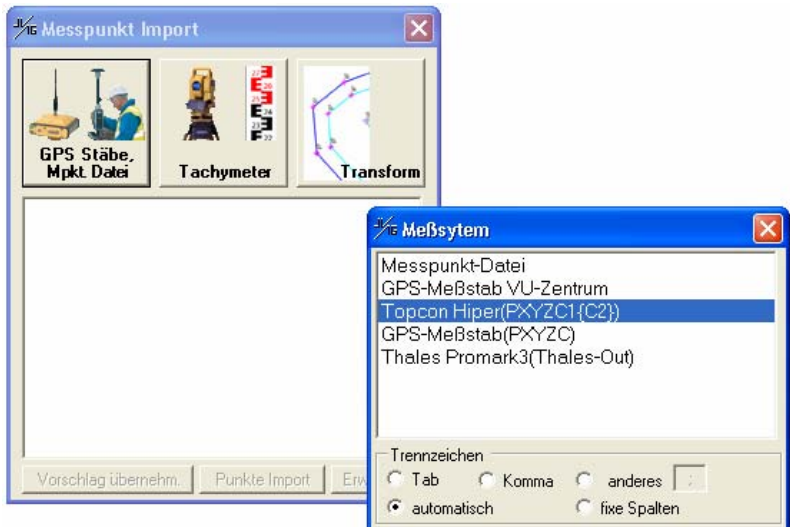 Messpunkt Import
GPS Stäbe,
Mpkt. Datei
Tachymeter
Transform
Meßsytem
Messpunkt-Datei
GPS-Meßstab VU-Zentrum
Topcon Hiper(PXYZC1{C2})
GPS-Meßstab(PXYZC)
Thales Promark3(Thales-Out)
Trennzeichen
Tab Komma anderes ;
automatisch fixe Spalten
Vorschlag übernehm. Punkte Import